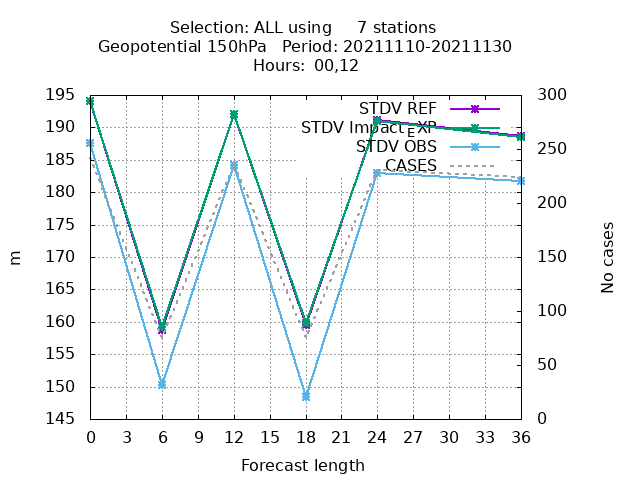 Selection: ALL using     7 stations
Geopotential 150hPa   Period: 20211110-20211130
Hours:  00,12
STDV REF
STDV Impact_EXP
STDV OBS
CASES
195
190
185
180
175
170
165
160
155
150
145
m
300
250
200
150
100
50
0
No cases
0 3 6 9 12 15 18 21 24 27 30 33 36
Forecast length